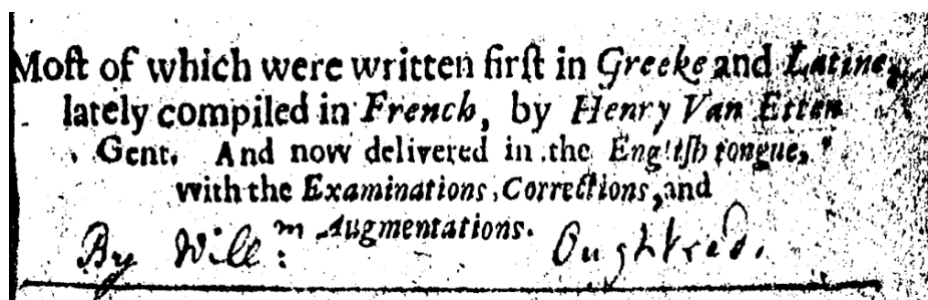 Moſt of which were written firſt in Greeke and Latine,
lately compiled in French, by Henry Van Etten
Gent. And now delivered in the Engliſh tongue,
with the Examinations, Corrections, and
Augmentations.
By Will:m Oughtred.